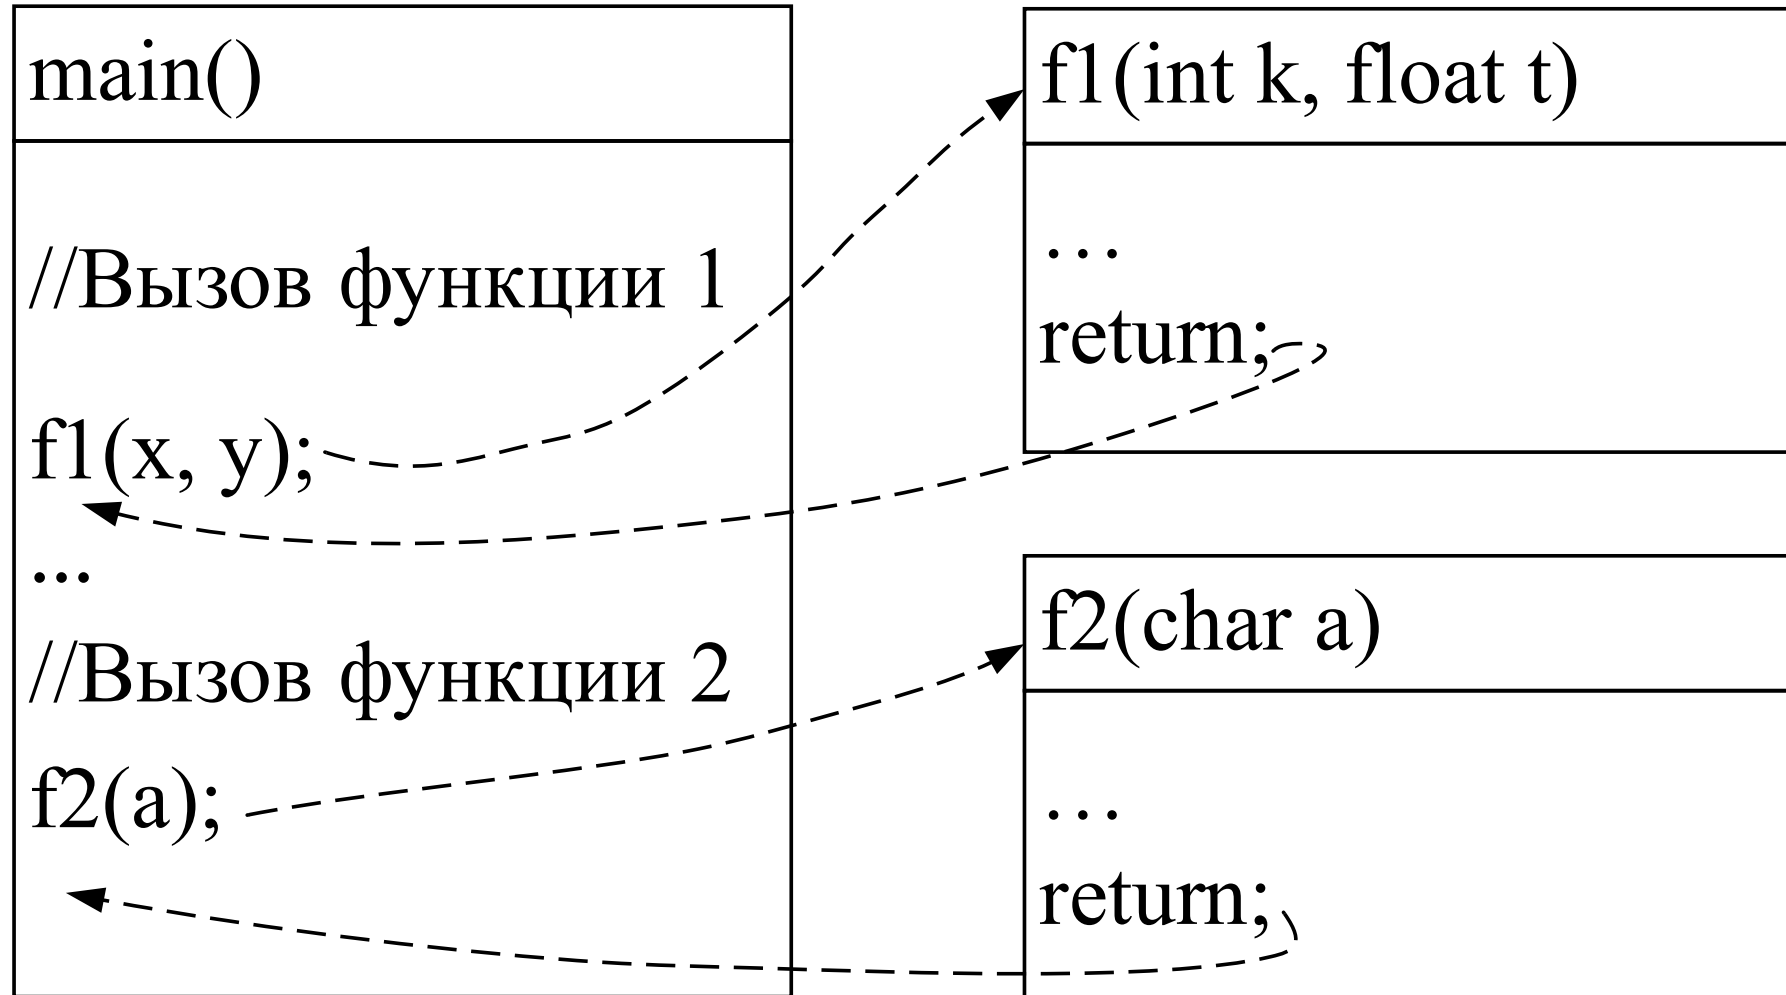 main()
//Вызов функции 1
f1(x, y);
...
//Вызов функции 2
f2(a);
f1(int k, float t)
…
return;
f2(char a)
…
return;